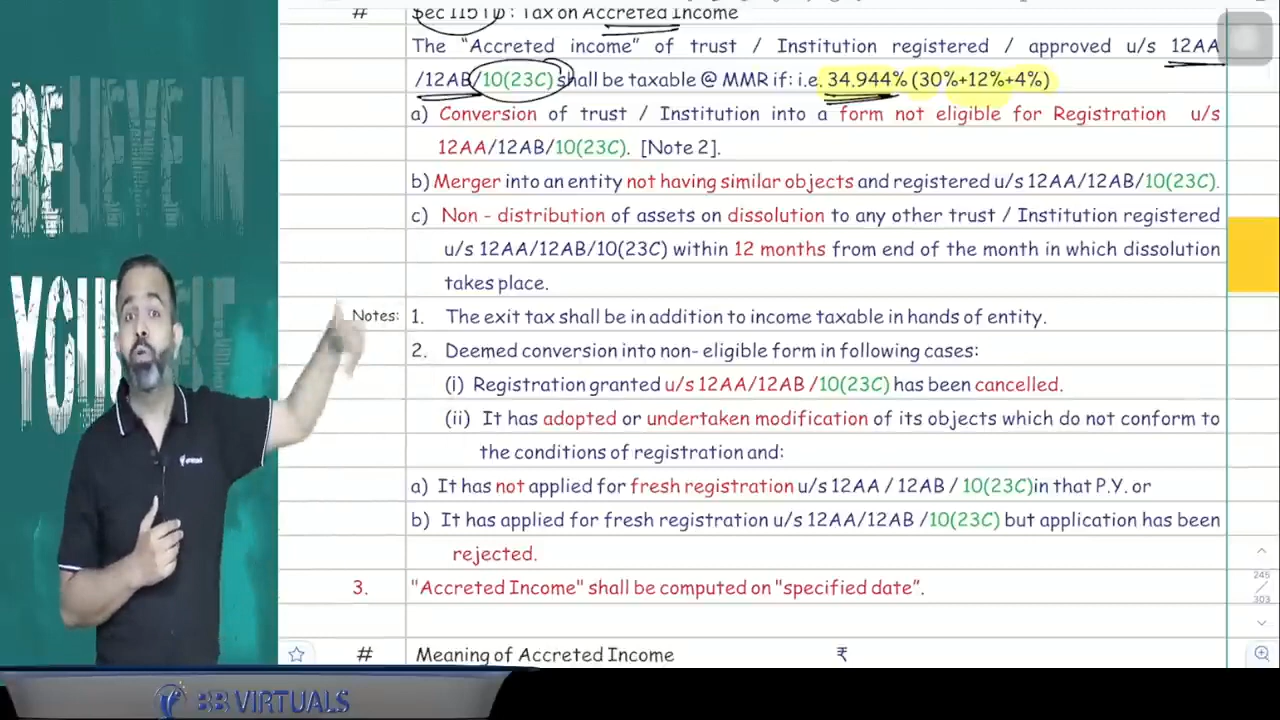 # Sec 115TD : Tax on Accreted Income
The “Accreted income” of trust / Institution registered / approved u/s 12AA
/12AB/10(23C) shall be taxable @ MMR if: i.e. 34.944% (30%+12%+4%)
a) Conversion of trust / Institution into a form not eligible for Registration u/s
12AA/12AB/10(23C). [Note 2].
b) Merger into an entity not having similar objects and registered u/s 12AA/12AB/10(23C).
c) Non - distribution of assets on dissolution to any other trust / Institution registered
u/s 12AA/12AB/10(23C) within 12 months from end of the month in which dissolution
takes place.
Notes: 1. The exit tax shall be in addition to income taxable in hands of entity.
2. Deemed conversion into non- eligible form in following cases:
(i) Registration granted u/s 12AA/12AB /10(23C) has been cancelled.
(ii) It has adopted or undertaken modification of its objects which do not conform to
the conditions of registration and:
a) It has not applied for fresh registration u/s 12AA / 12AB / 10(23C)in that P.Y. or
b) It has applied for fresh registration u/s 12AA/12AB /10(23C) but application has been
rejected.
3. "Accreted Income" shall be computed on "specified date”.
# Meaning of Accreted Income ₹
245
/
303
BELIEVE IN
BB VIRTUALS